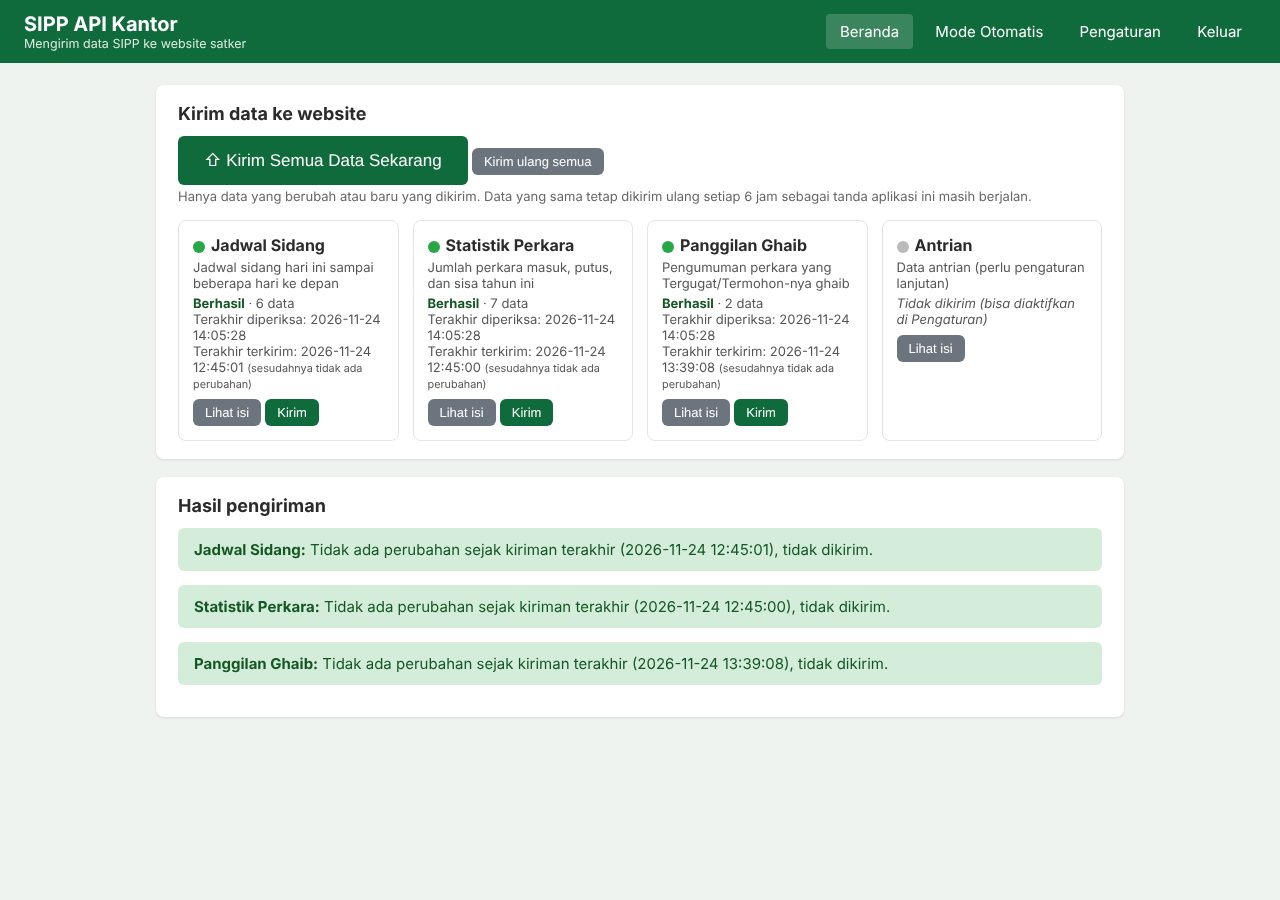 SIPP API Kantor
Mengirim data SIPP ke website satker
Beranda
Mode Otomatis
Pengaturan
Keluar
Kirim data ke website
⇧ Kirim Semua Data Sekarang
Kirim ulang semua
Hanya data yang berubah atau baru yang dikirim. Data yang sama tetap dikirim ulang setiap 6 jam sebagai tanda aplikasi ini masih berjalan.
Jadwal Sidang
Jadwal sidang hari ini sampai
beberapa hari ke depan
Berhasil · 6 data
Terakhir diperiksa: 2026-11-24
14:05:28
Terakhir terkirim: 2026-11-24
12:45:01 (sesudahnya tidak ada
perubahan)
Lihat isi
Kirim
Statistik Perkara
Jumlah perkara masuk, putus,
dan sisa tahun ini
Berhasil · 7 data
Terakhir diperiksa: 2026-11-24
14:05:28
Terakhir terkirim: 2026-11-24
12:45:00 (sesudahnya tidak ada
perubahan)
Lihat isi
Kirim
Panggilan Ghaib
Pengumuman perkara yang
Tergugat/Termohon-nya ghaib
Berhasil · 2 data
Terakhir diperiksa: 2026-11-24
14:05:28
Terakhir terkirim: 2026-11-24
13:39:08 (sesudahnya tidak ada
perubahan)
Lihat isi
Kirim
Antrian
Data antrian (perlu pengaturan
lanjutan)
Tidak dikirim (bisa diaktifkan
di Pengaturan)
Lihat isi
Hasil pengiriman
Jadwal Sidang: Tidak ada perubahan sejak kiriman terakhir (2026-11-24 12:45:01), tidak dikirim.
Statistik Perkara: Tidak ada perubahan sejak kiriman terakhir (2026-11-24 12:45:00), tidak dikirim.
Panggilan Ghaib: Tidak ada perubahan sejak kiriman terakhir (2026-11-24 13:39:08), tidak dikirim.